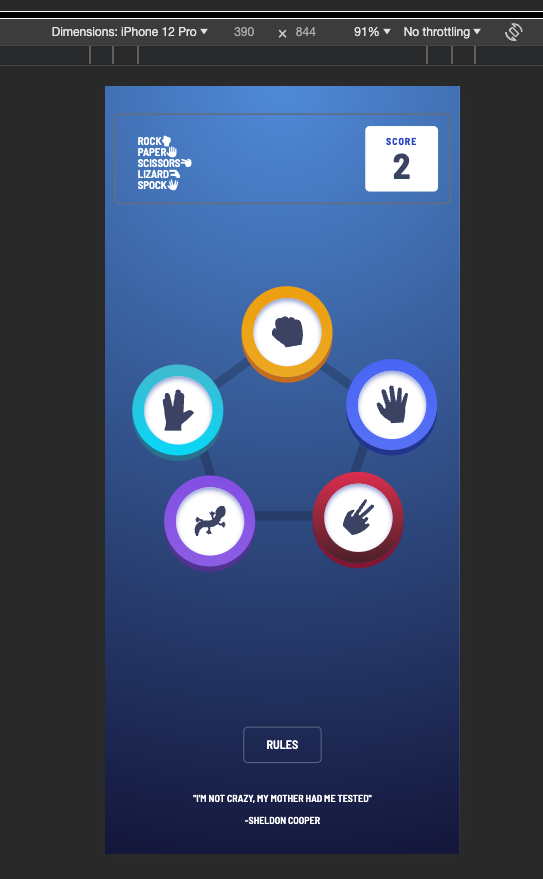 Dimensions: iPhone 12 Pro ▼ 390 × 844 91% ▼ No throttling ▼
ROCK
PAPER
SCISSORS
LIZARD
SPOCK
SCORE
2
RULES
"I'M NOT CRAZY, MY MOTHER HAD ME TESTED"
-SHELDON COOPER